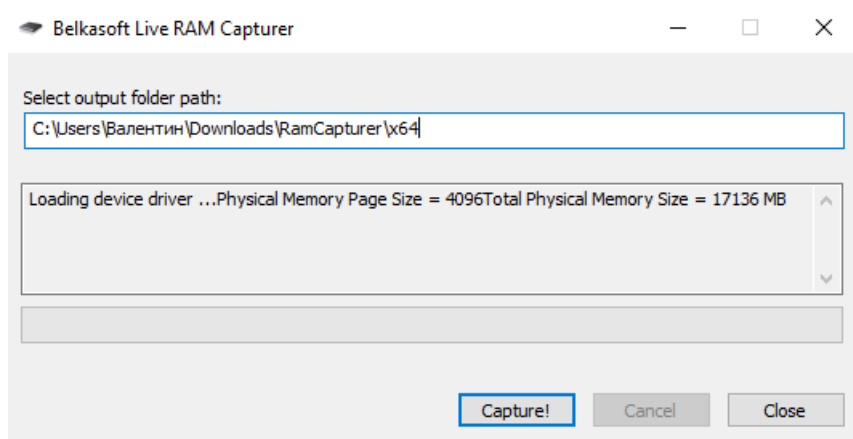 Belkasoft Live RAM Capturer
Select output folder path:
C:\Users\Валентин\Downloads\RamCapturer\x64
Loading device driver ...Physical Memory Page Size = 4096Total Physical Memory Size = 17136 MB
Capture! Cancel Close